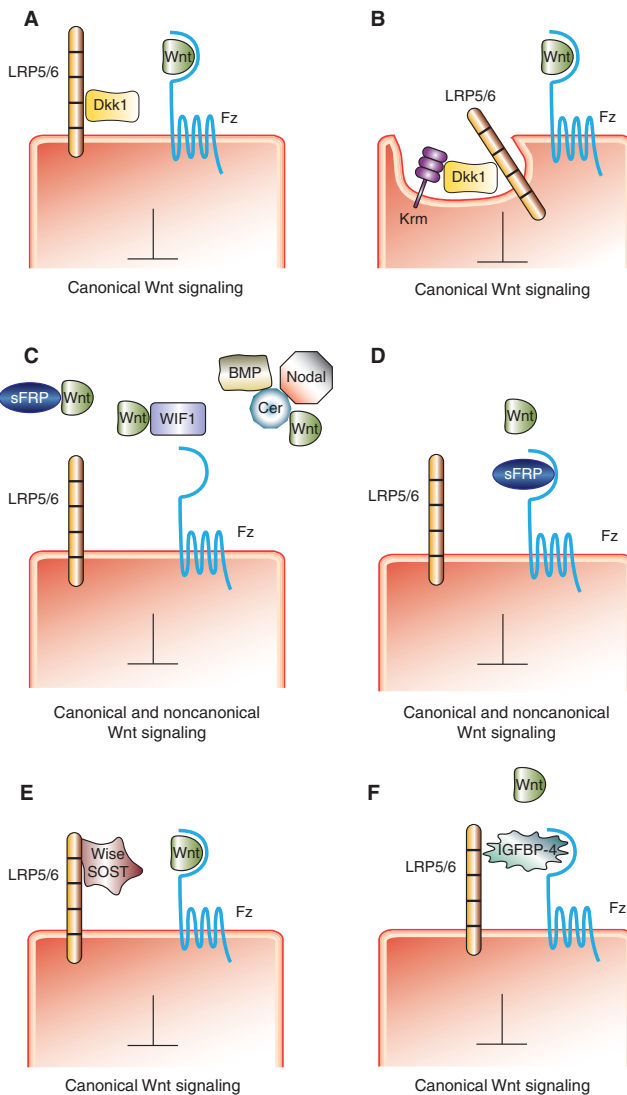 A
LRP5/6
Dkk1
Wnt
Fz
Canonical Wnt signaling
B
LRP5/6
Wnt
Dkk1
Krm
Fz
Canonical Wnt signaling
C
sFRP
Wnt
Wnt
WIF1
BMP
Nodal
Cer
Wnt
LRP5/6
Fz
Canonical and noncanonical
Wnt signaling
D
Wnt
sFRP
LRP5/6
Fz
Canonical and noncanonical
Wnt signaling
E
LRP5/6
Wise
SOST
Wnt
Fz
Canonical Wnt signaling
F
Wnt
IGFBP-4
LRP5/6
Fz
Canonical Wnt signaling